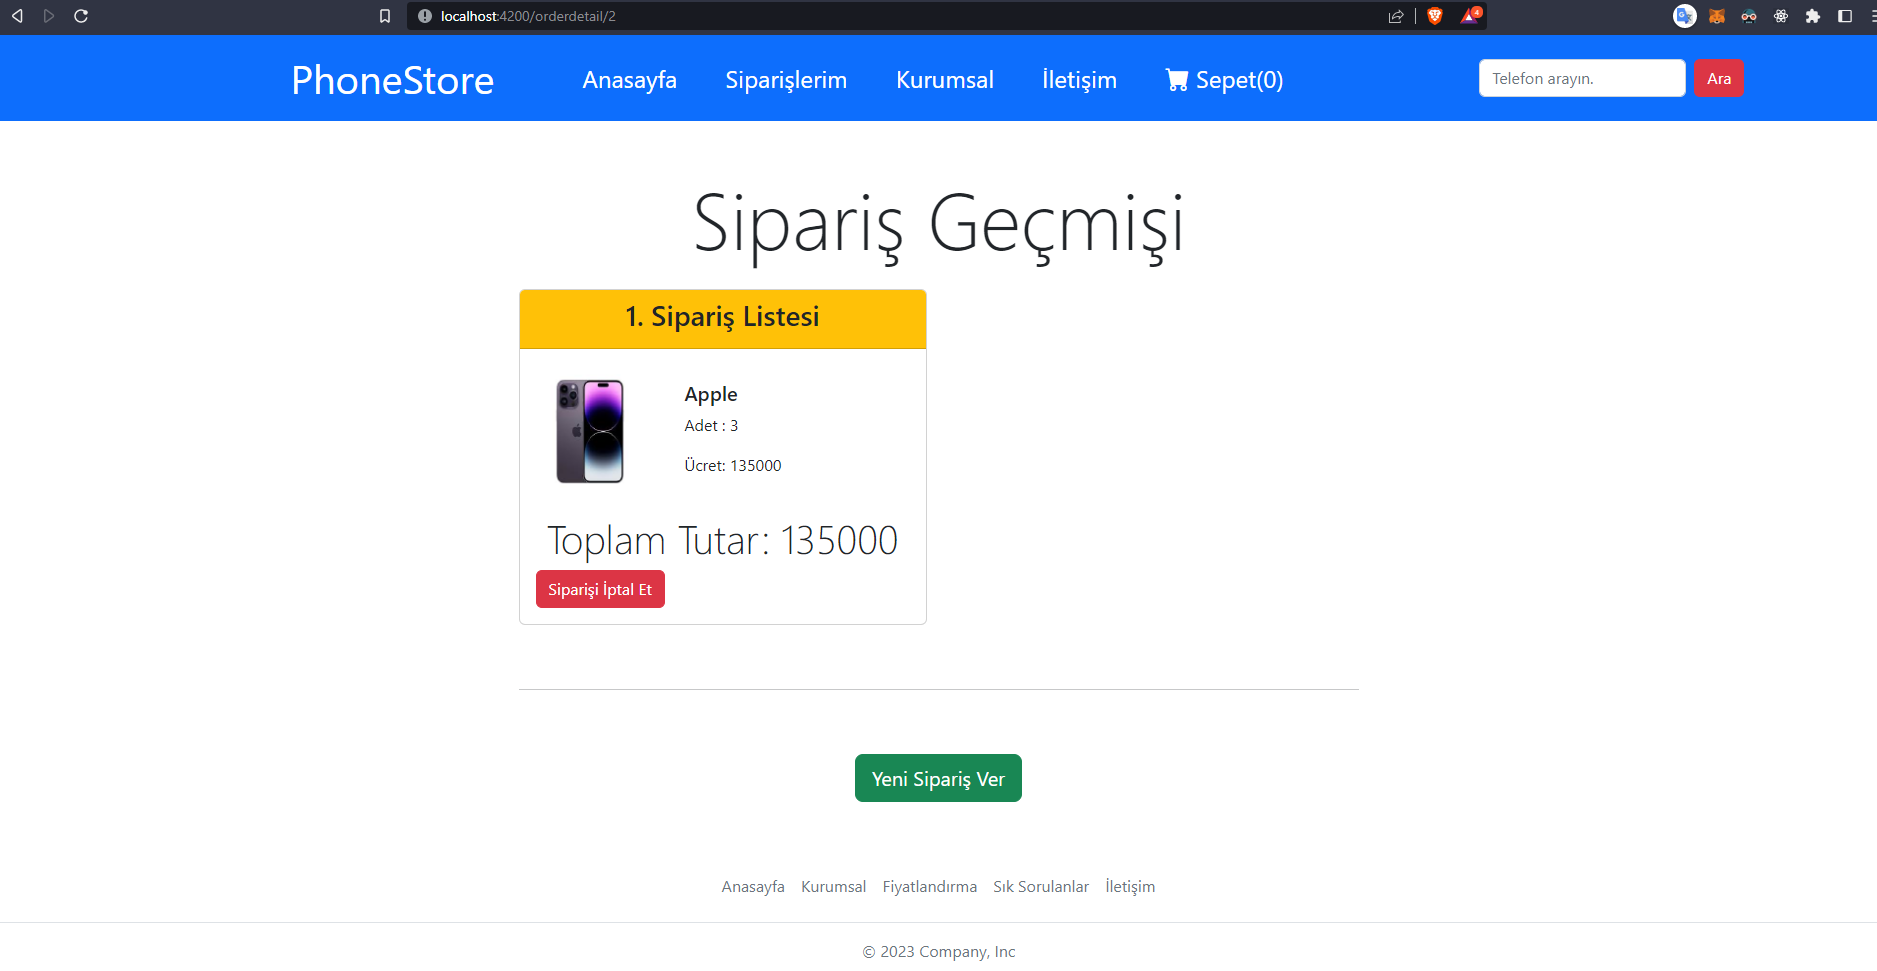 localhost:4200/orderdetail/2
4
PhoneStore
Anasayfa
Siparişlerim
Kurumsal
İletişim
Sepet(0)
Telefon arayın.
Ara
Sipariş Geçmişi
1. Sipariş Listesi
Apple
Adet : 3
Ücret: 135000
Toplam Tutar: 135000
Siparişi İptal Et
Yeni Sipariş Ver
Anasayfa
Kurumsal
Fiyatlandırma
Sık Sorulanlar
İletişim
© 2023 Company, Inc